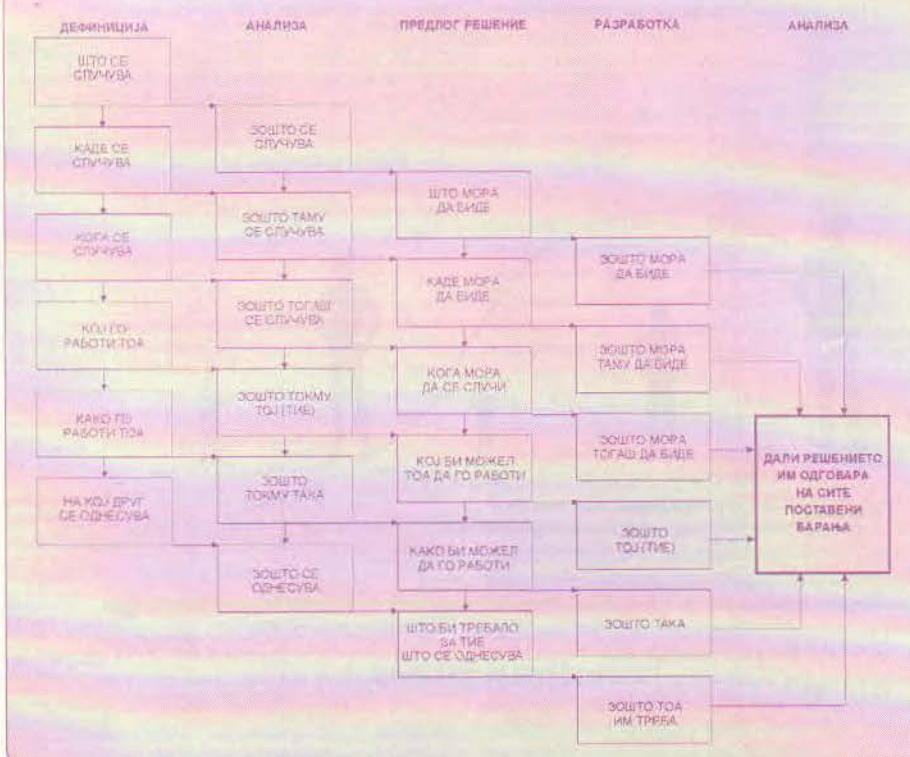 ДЕФИНИЦИЈА
АНАЛИЗА
ПРЕДЛОГ РЕШЕНИЕ
РАЗРАБОТКА
АНАЛИЗА
ШТО СЕ
СЛУЧУВА
КАДЕ СЕ
СЛУЧУВА
КОГА СЕ
СЛУЧУВА
КОЈ ГО
РАБОТИ ТОА
КАКО ГО
РАБОТИ ТОА
НА КОЈ ДРУГ
СЕ ОДНЕСУВА
ЗОШТО СЕ
СЛУЧУВА
ЗОШТО ТАМУ
СЕ СЛУЧУВА
ЗОШТО ТОГАШ
СЕ СЛУЧУВА
ЗОШТО ТОКМУ
ТОЈ (ТИЕ)
ЗОШТО
ТОКМУ ТАКА
ЗОШТО СЕ
ОДНЕСУВА
ШТО МОРА
ДА БИДЕ
КАДЕ МОРА
ДА БИДЕ
КОГА МОРА
ДА СЕ СЛУЧИ
КОЈ БИ МОЖЕЛ
ТОА ДА ГО РАБОТИ
КАКО БИ МОЖЕЛ
ДА ГО РАБОТИ
ШТО БИ ТРЕБАЛО
ЗА ТИЕ
ШТО СЕ ОДНЕСУВА
ЗОШТО МОРА
ДА БИДЕ
ЗОШТО МОРА
ТАМУ ДА БИДЕ
ЗОШТО МОРА
ТОГАШ ДА БИДЕ
ЗОШТО
ТОЈ (ТИЕ)
ЗОШТО ТАКА
ЗОШТО ТОА
ИМ ТРЕБА
ДАЛИ РЕШЕНИЕТО
ИМ ОДГОВАРА
НА СИТЕ
ПОСТАВЕНИ
БАРАЊА